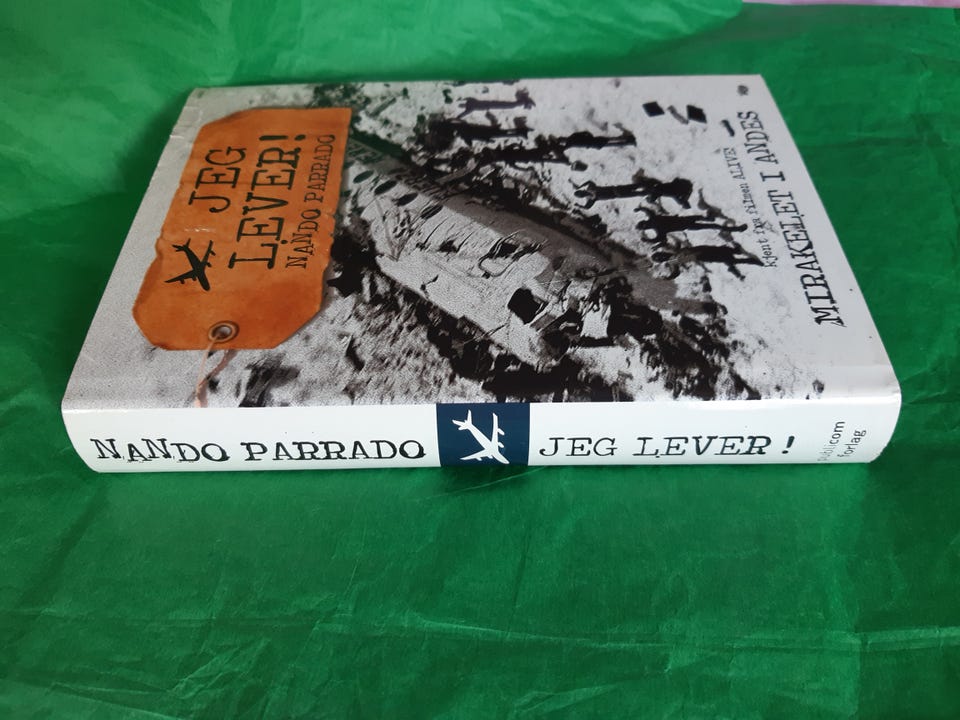 JEG
LEVER!
NANDO PARRADO
kjent fra filmen ALIVE!
MIRAKELET I ANDES
NANDO PARRADO
JEG LEVER!
Publicom
forlag